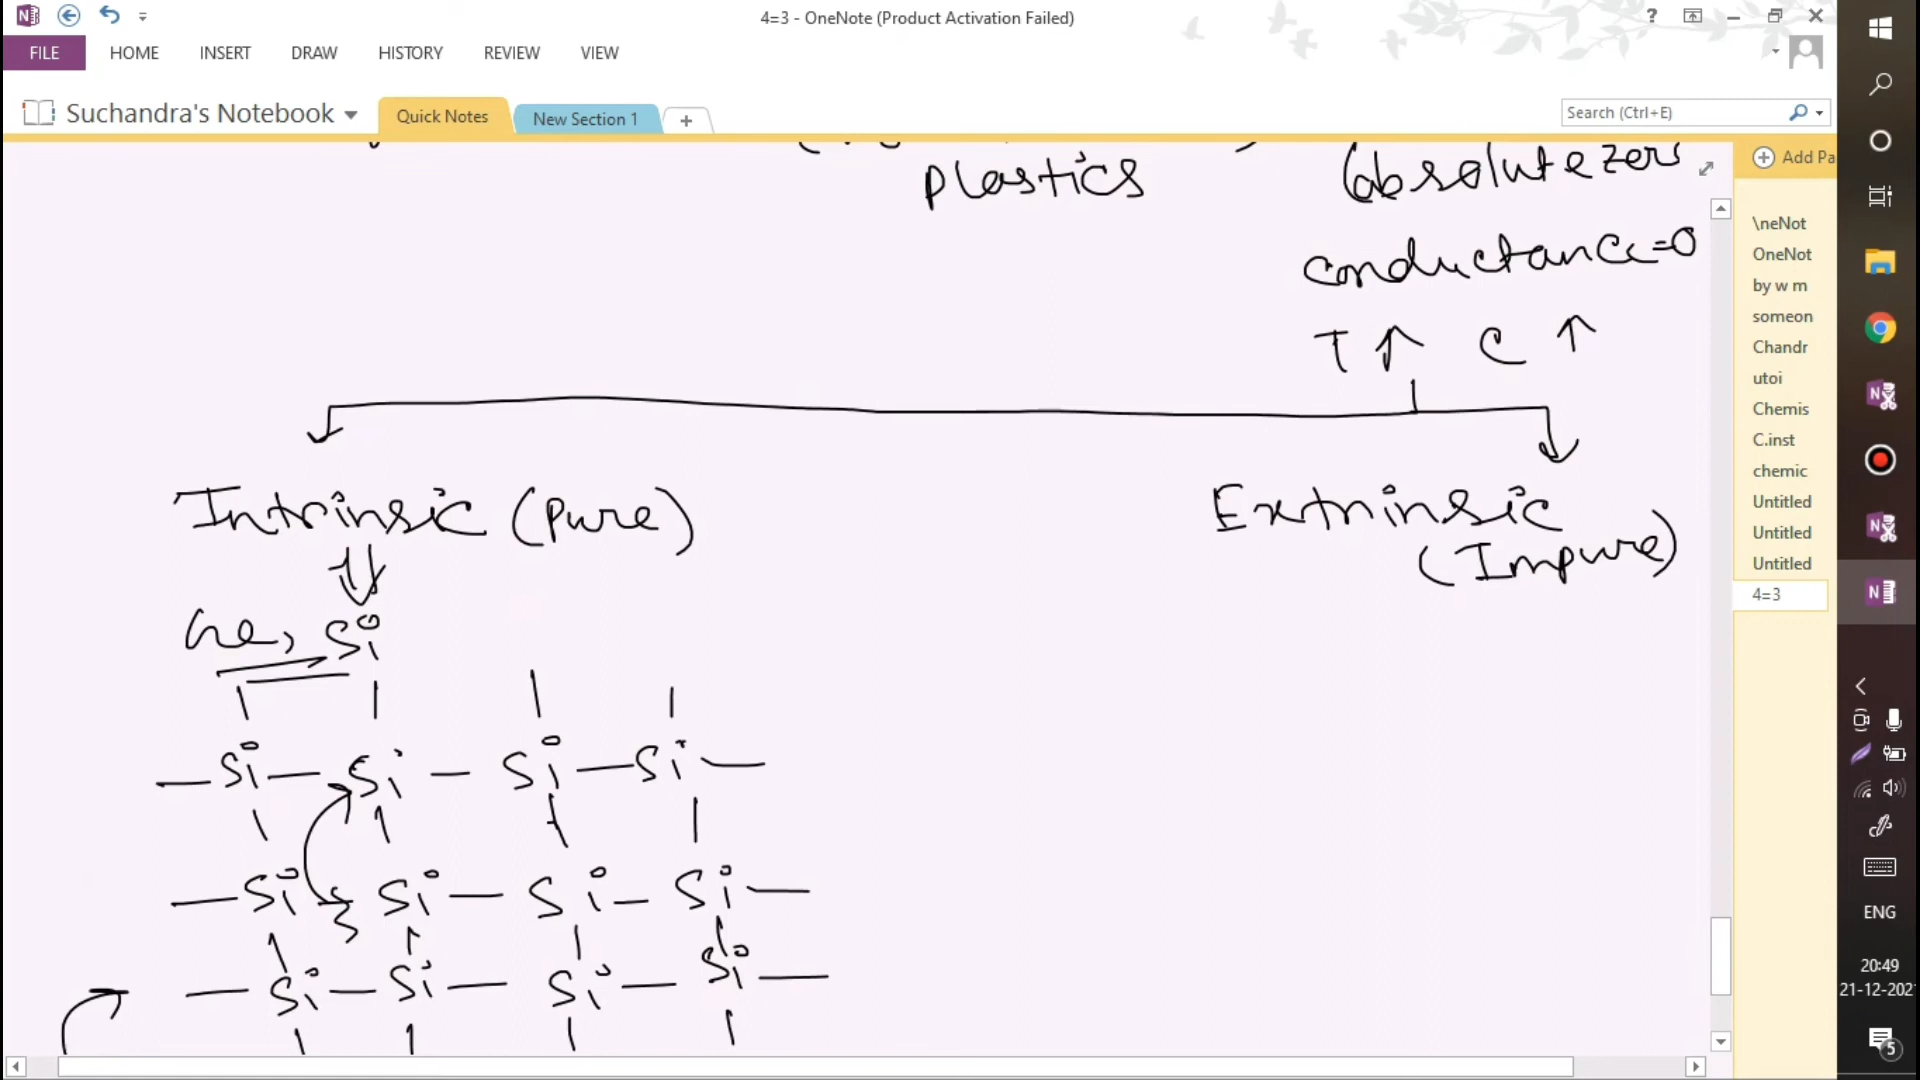 4=3 - OneNote (Product Activation Failed)
FILE HOME INSERT DRAW HISTORY REVIEW VIEW
Suchandra's Notebook Quick Notes New Section 1
Search (Ctrl+E)
Add Pa
\neNot
OneNot
by w m
someon
Chandr
utoi
Chemis
C.inst
chemic
Untitled
Untitled
Untitled
4=3
plastics
(absolute zero
conductance=0
T ↑ C ↑
Intrinsic (pure)
Extrinsic
(Impure)
Ge, Si
— Si — Si — Si — Si —
— Si — Si — Si — Si —
— Si — Si — Si — Si —
ENG
20:49
21-12-202
5